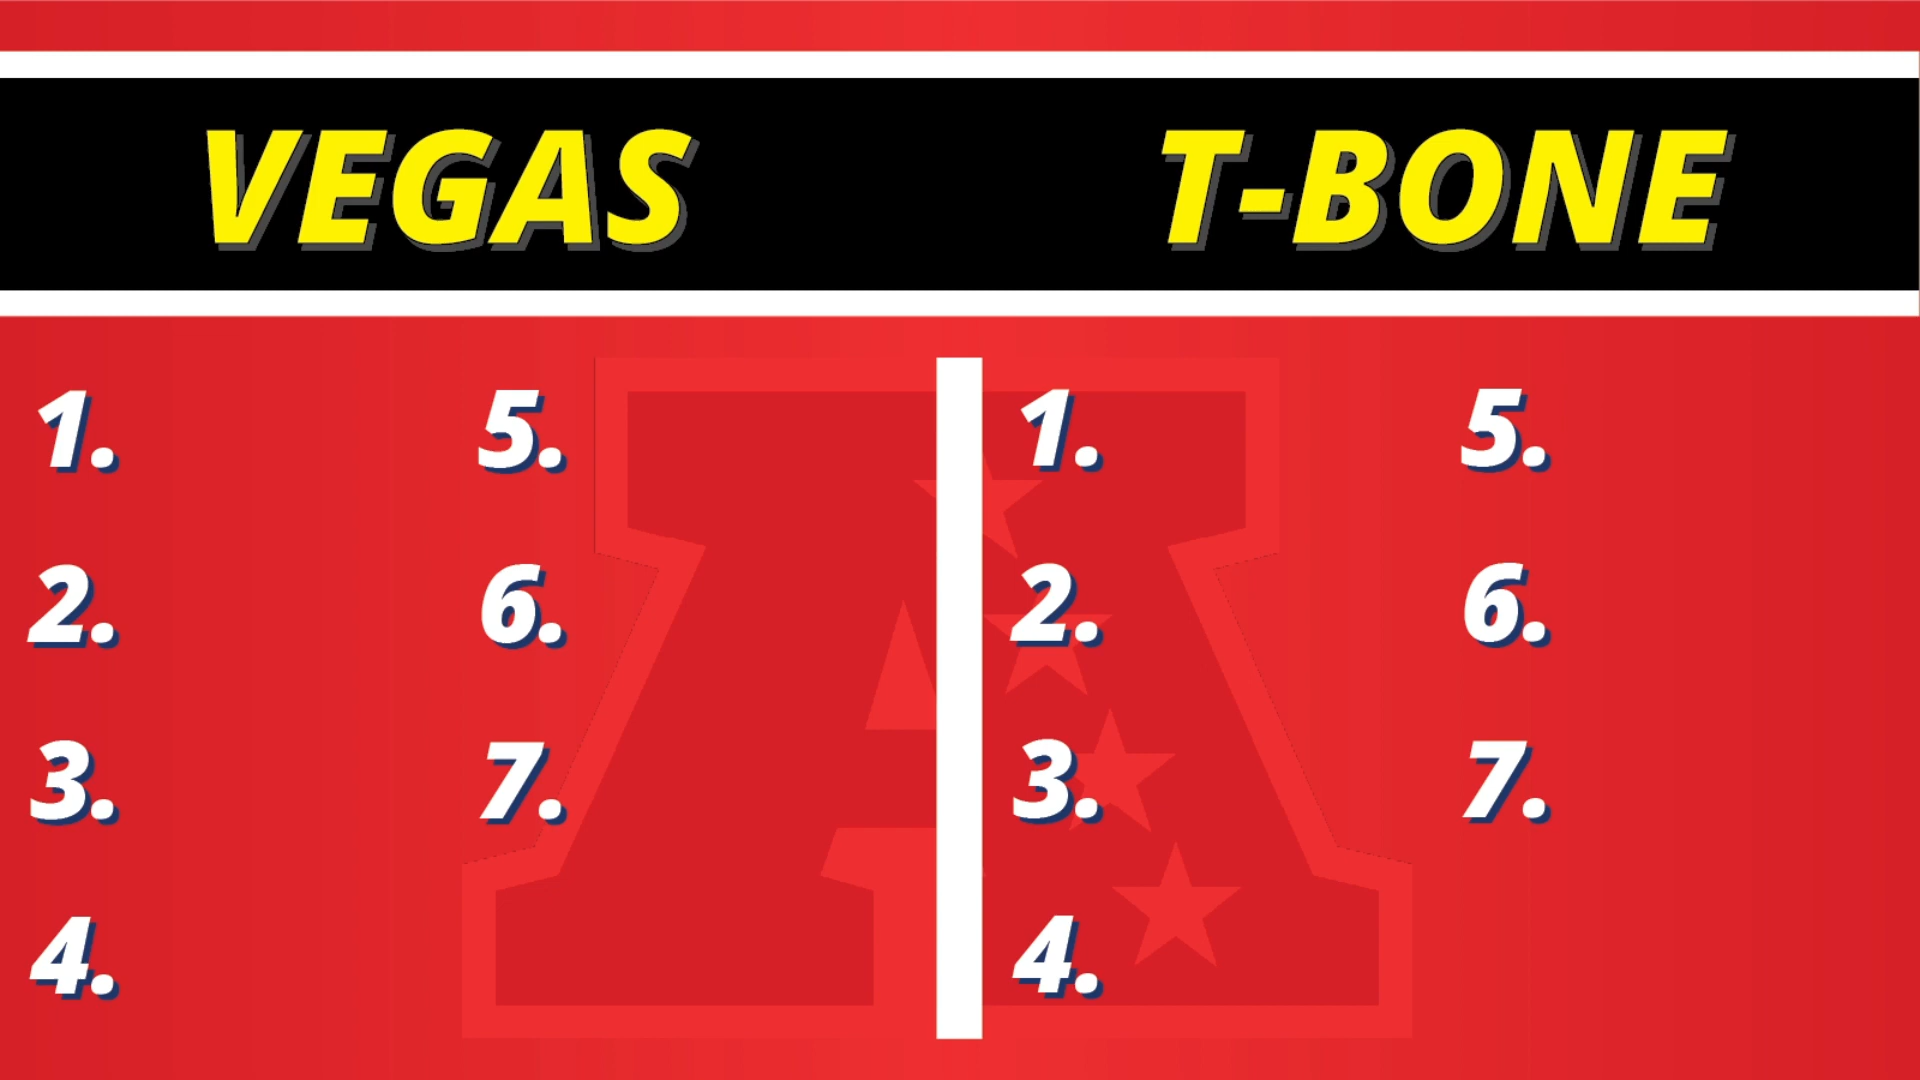 VEGAS T-BONE
1. 5. 1. 5.
2. 6. 2. 6.
3. 7. 3. 7.
4. 4.